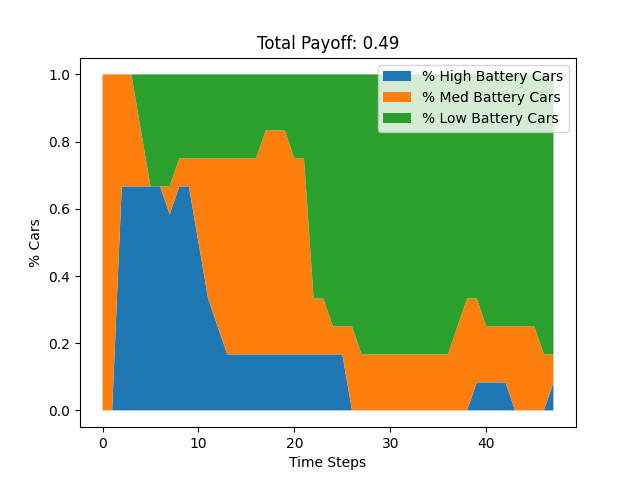 Total Payoff: 0.49
% High Battery Cars
% Med Battery Cars
% Low Battery Cars
1.0
0.8
0.6
0.4
0.2
0.0
% Cars
0
10
20
30
40
Time Steps